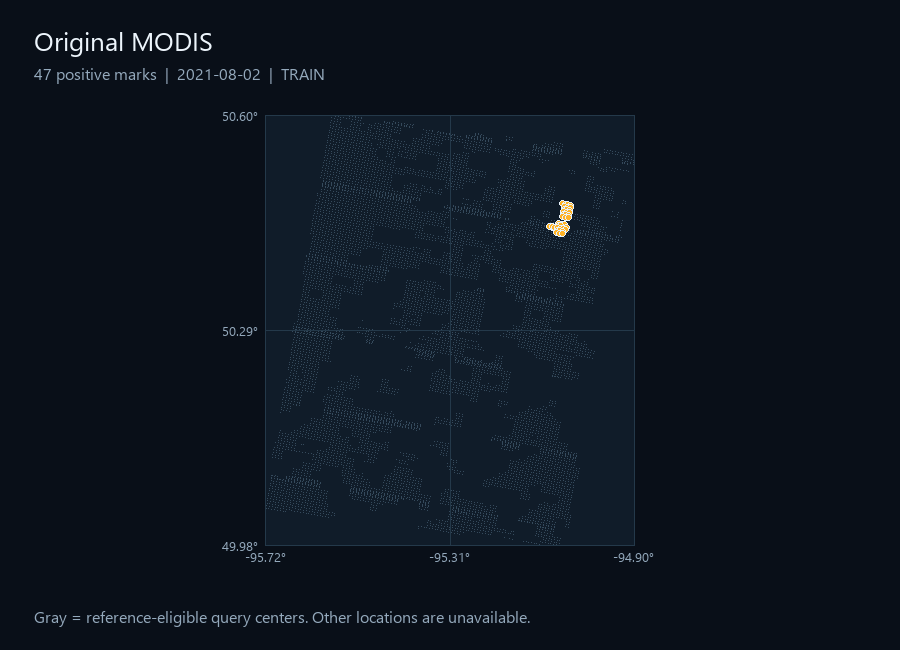 Original MODIS
47 positive marks | 2021-08-02 | TRAIN
50.60°
50.29°
49.98°
-95.72° -95.31° -94.90°
Gray = reference-eligible query centers. Other locations are unavailable.